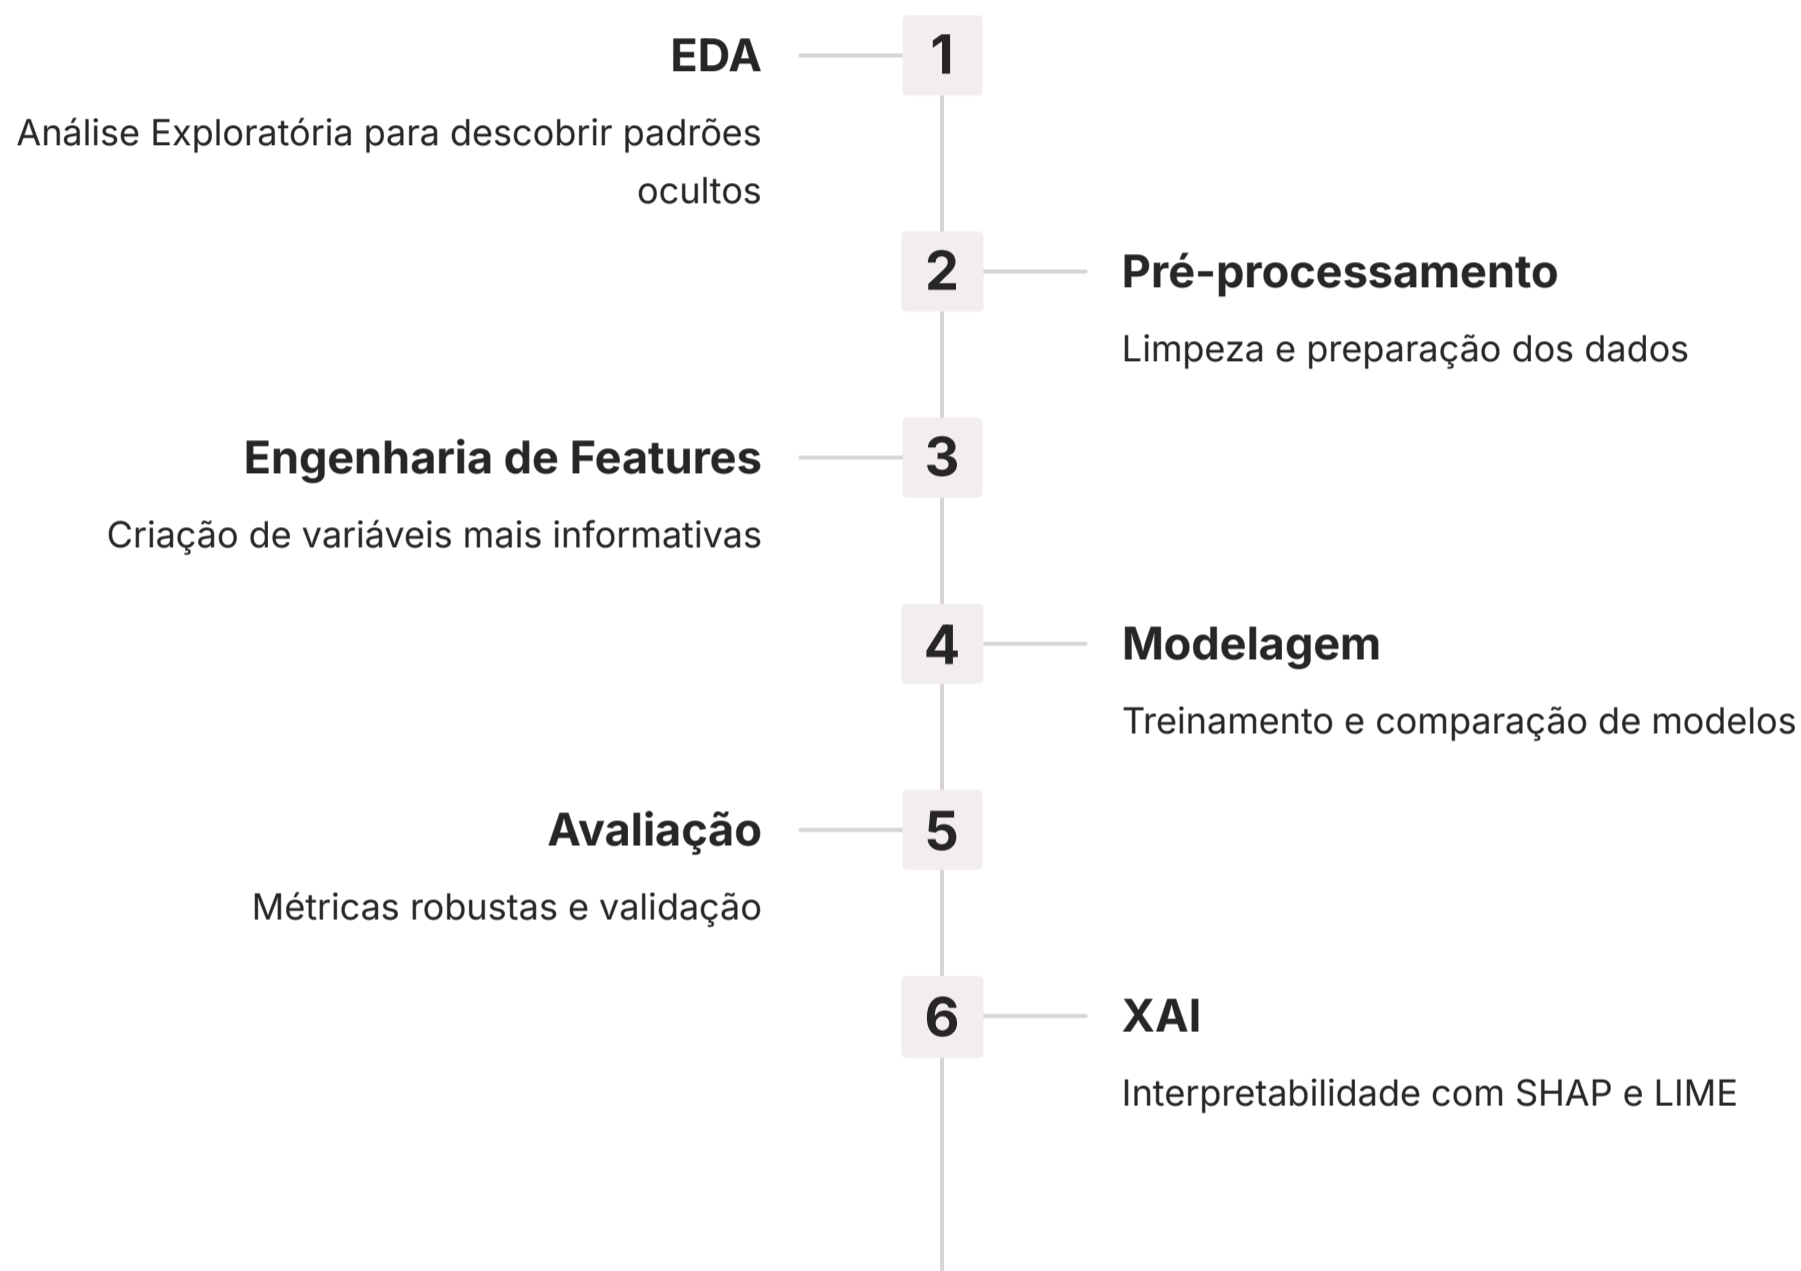 1
EDA
Análise Exploratória para descobrir padrões
ocultos
2
Pré-processamento
Limpeza e preparação dos dados
3
Engenharia de Features
Criação de variáveis mais informativas
4
Modelagem
Treinamento e comparação de modelos
5
Avaliação
Métricas robustas e validação
6
XAI
Interpretabilidade com SHAP e LIME